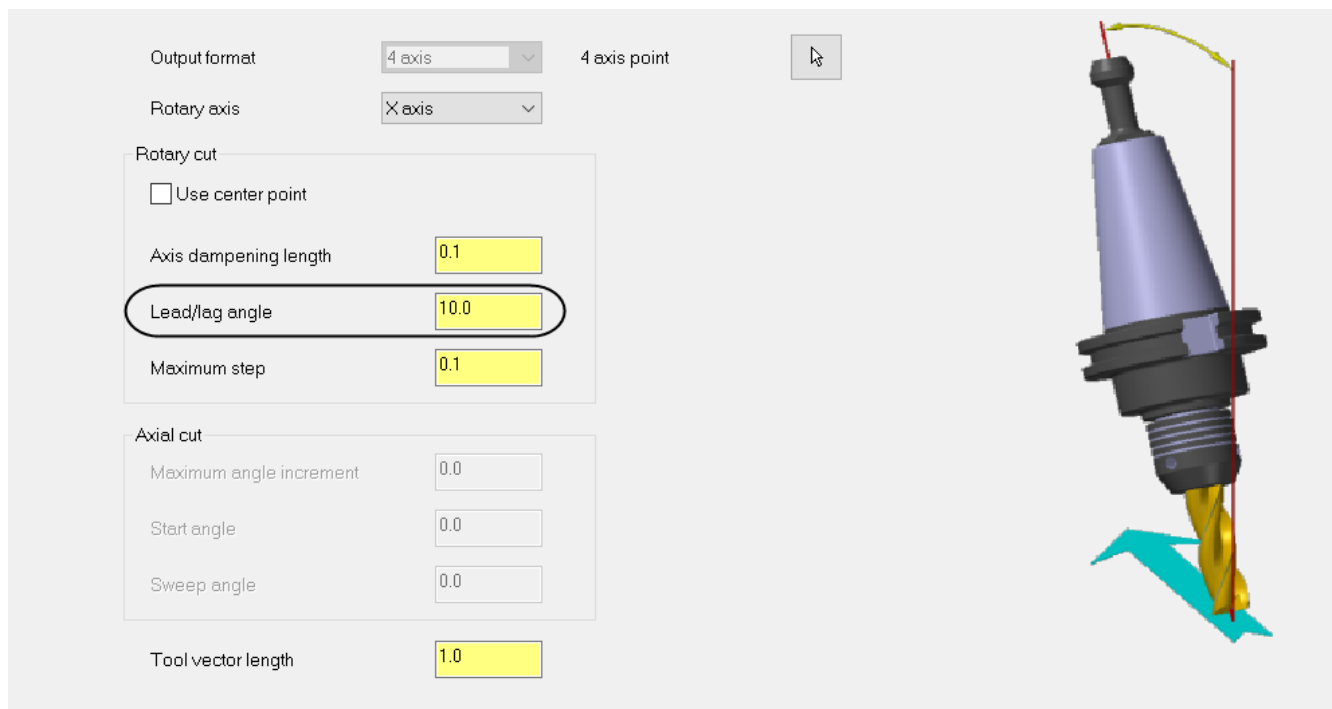 Output format 4 axis 4 axis point
Rotary axis X axis
Rotary cut
Use center point
Axis dampening length 0.1
Lead/lag angle 10.0
Maximum step 0.1
Axial cut
Maximum angle increment 0.0
Start angle 0.0
Sweep angle 0.0
Tool vector length 1.0